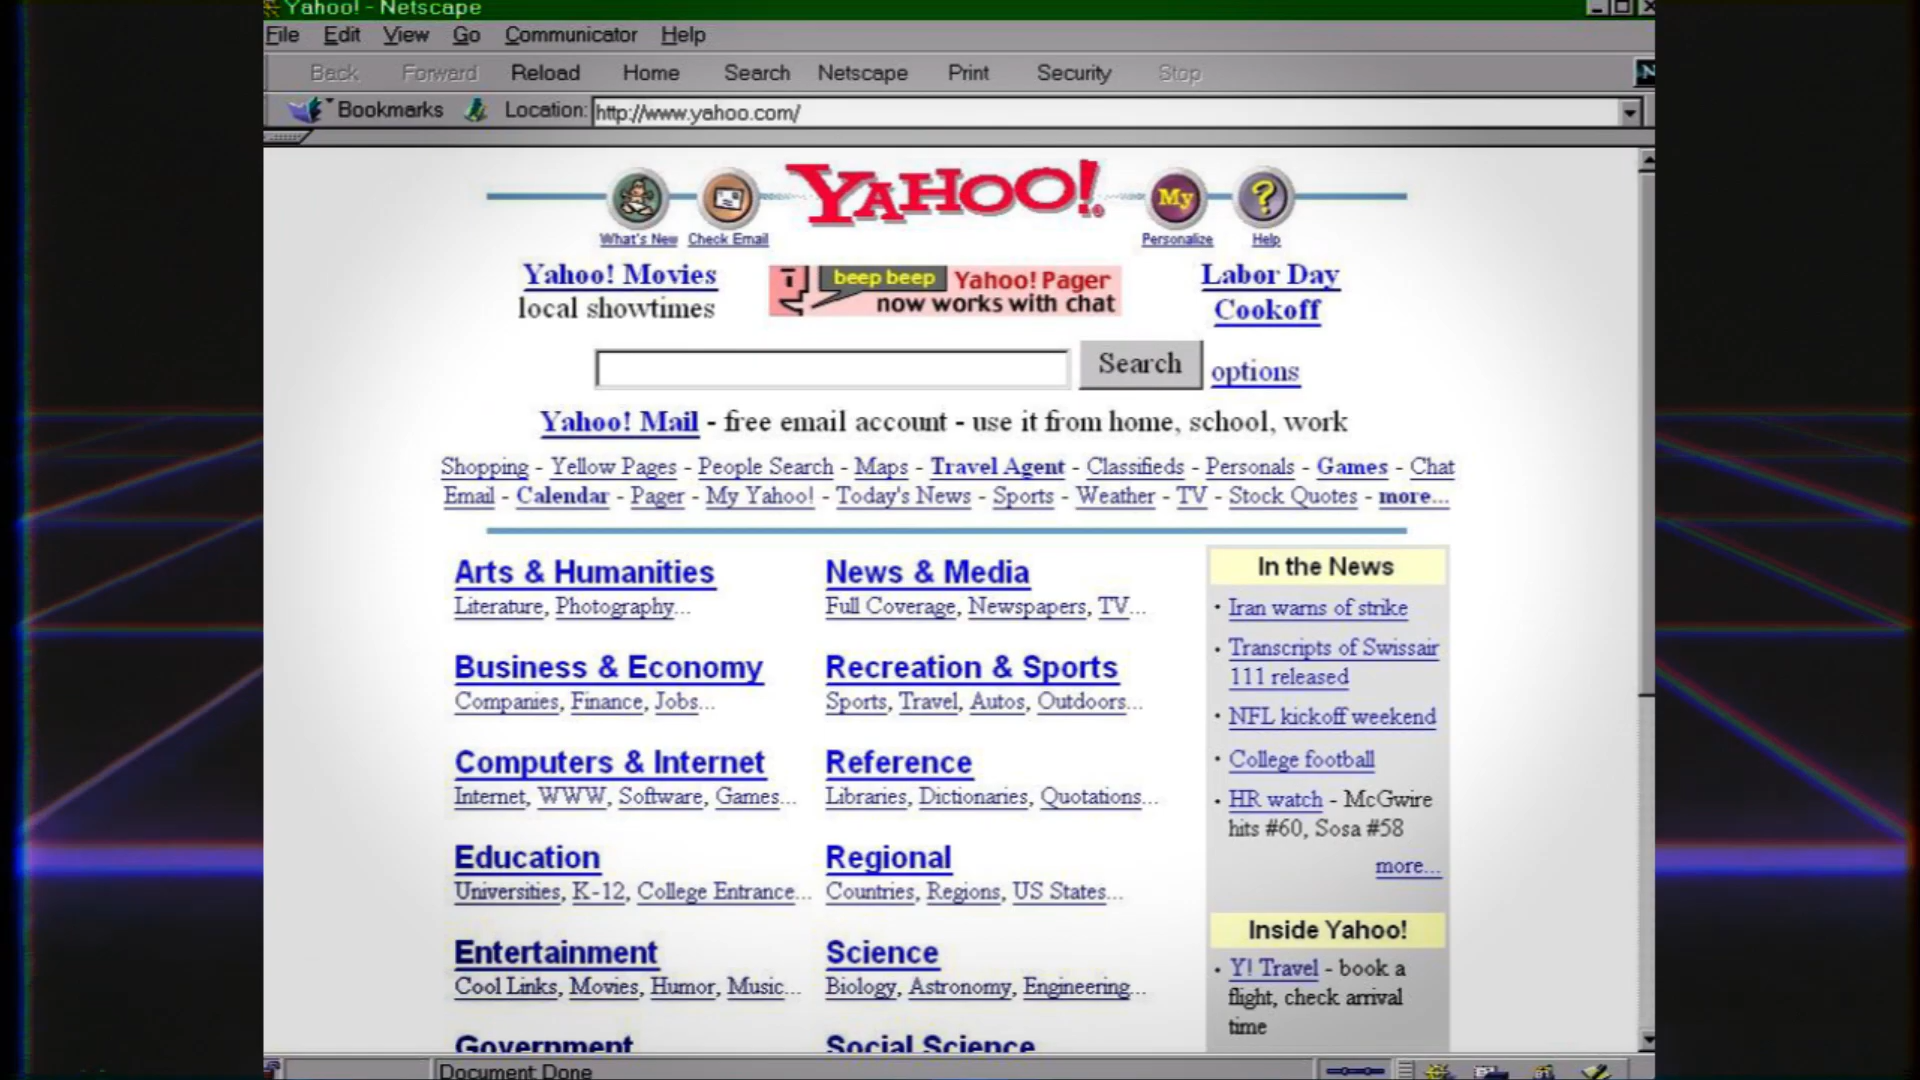 Yahoo! - Netscape
File Edit View Go Communicator Help
Back Forward Reload Home Search Netscape Print Security Stop
Bookmarks Location: http://www.yahoo.com/
YAHOO!
My
?
What's New Check Email Personalize Help
Yahoo! Movies
local showtimes
beep beep Yahoo! Pager
now works with chat
Labor Day
Cookoff
Search options
Yahoo! Mail - free email account - use it from home, school, work
Shopping - Yellow Pages - People Search - Maps - Travel Agent - Classifieds - Personals - Games - Chat
Email - Calendar - Pager - My Yahoo! - Today's News - Sports - Weather - TV - Stock Quotes - more...
Arts & Humanities
Literature, Photography...
Business & Economy
Companies, Finance, Jobs...
Computers & Internet
Internet, WWW, Software, Games...
Education
Universities, K-12, College Entrance...
Entertainment
Cool Links, Movies, Humor, Music...
Government
News & Media
Full Coverage, Newspapers, TV...
Recreation & Sports
Sports, Travel, Autos, Outdoors...
Reference
Libraries, Dictionaries, Quotations...
Regional
Countries, Regions, US States...
Science
Biology, Astronomy, Engineering...
Social Science
In the News
· Iran warns of strike
· Transcripts of Swissair
111 released
· NFL kickoff weekend
· College football
· HR watch - McGwire
hits #60, Sosa #58
more...
Inside Yahoo!
· Y! Travel - book a
flight, check arrival
time
Document Done